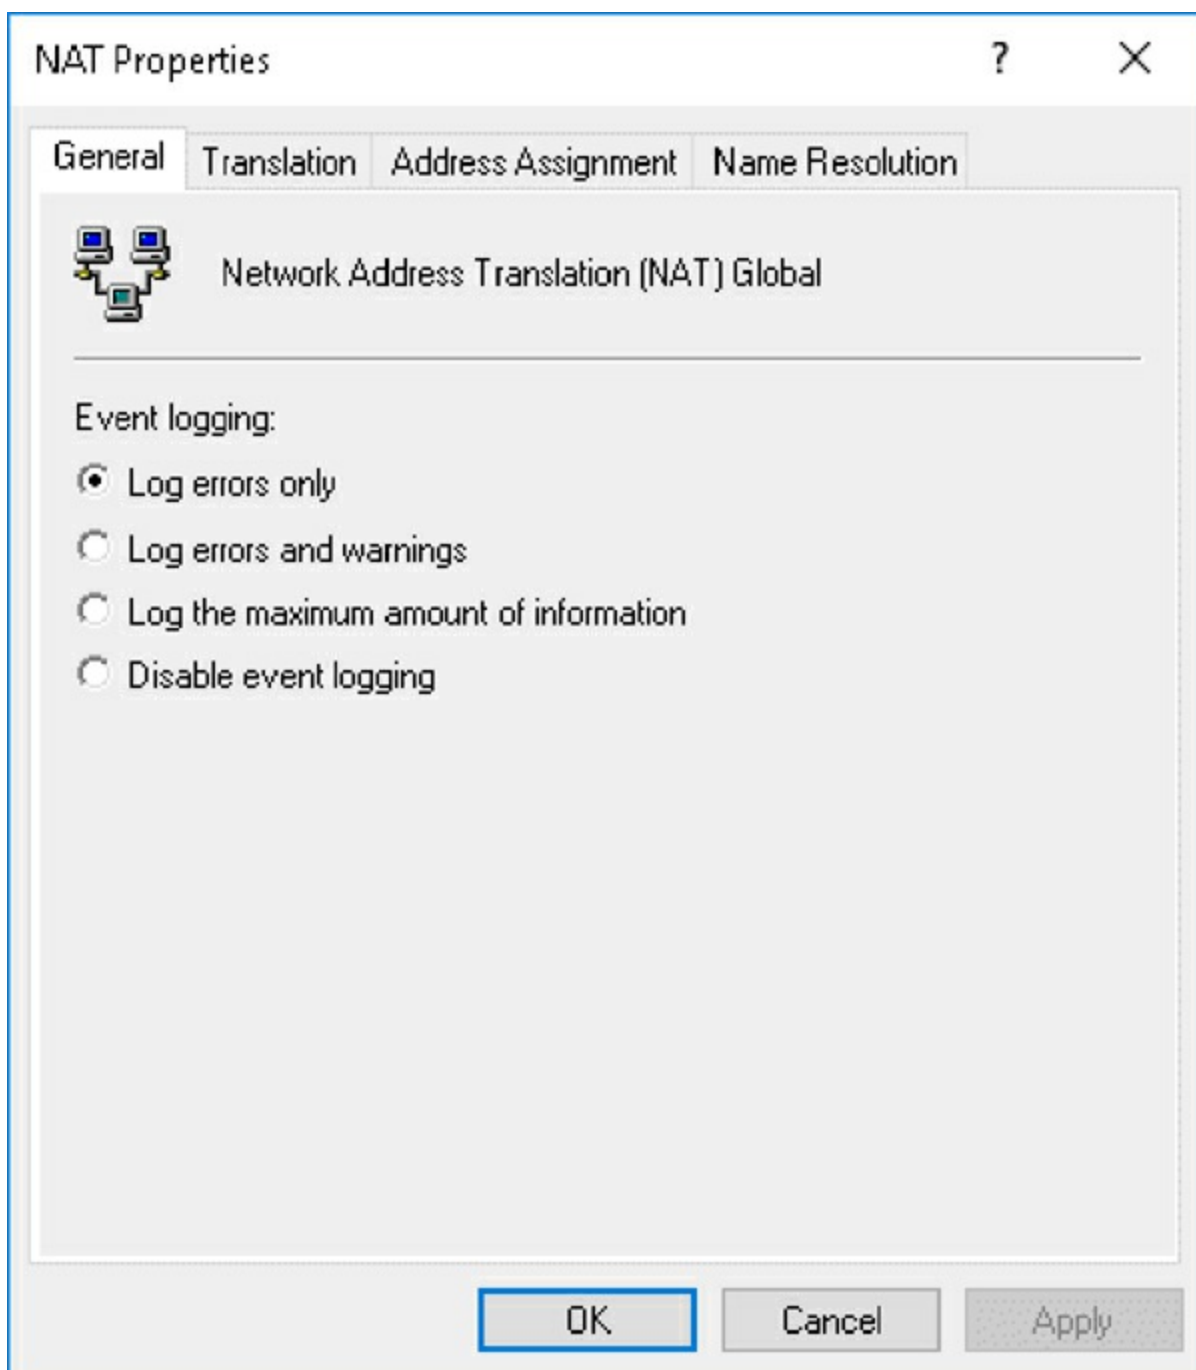 NAT Properties ?
General Translation Address Assignment Name Resolution
Network Address Translation (NAT) Global
Event logging:
Log errors only
Log errors and warnings
Log the maximum amount of information
Disable event logging
OK Cancel Apply